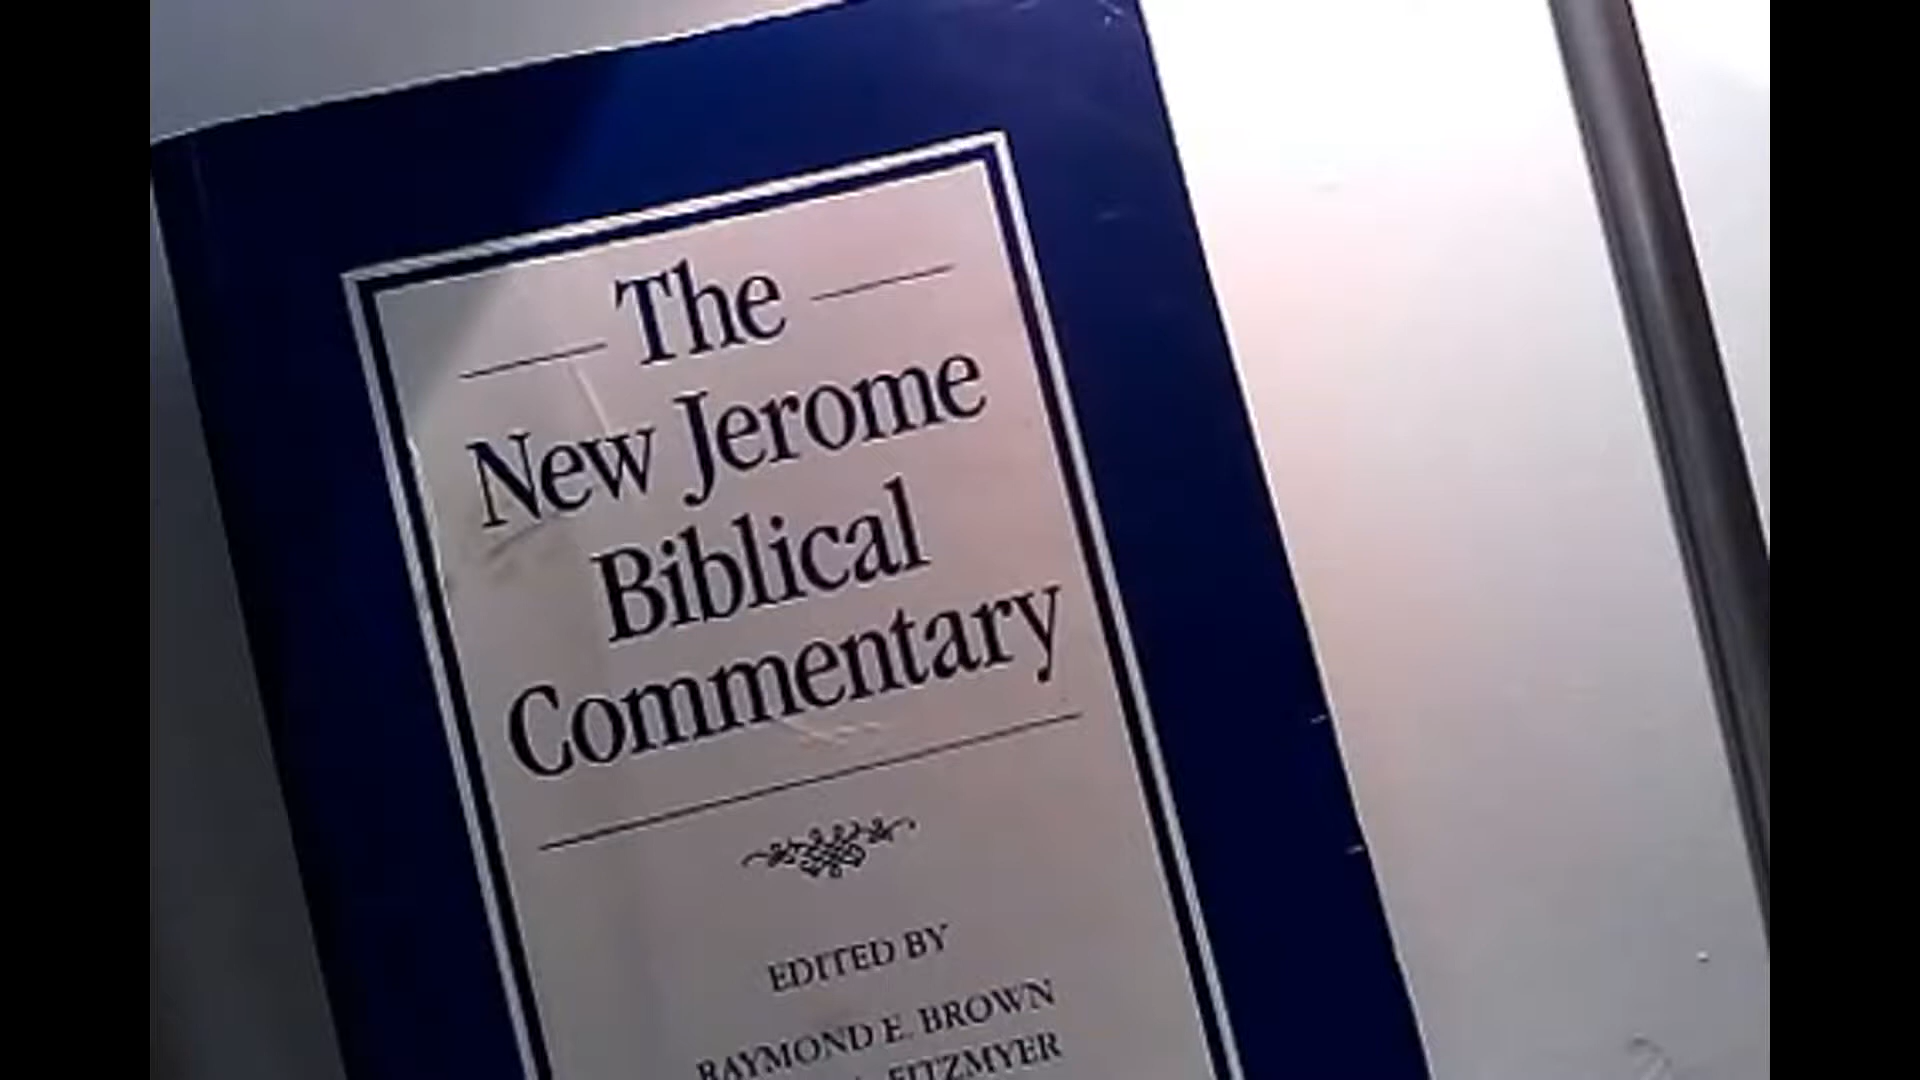 The
New Jerome
Biblical
Commentary
EDITED BY
RAYMOND E. BROWN
FITZMYER